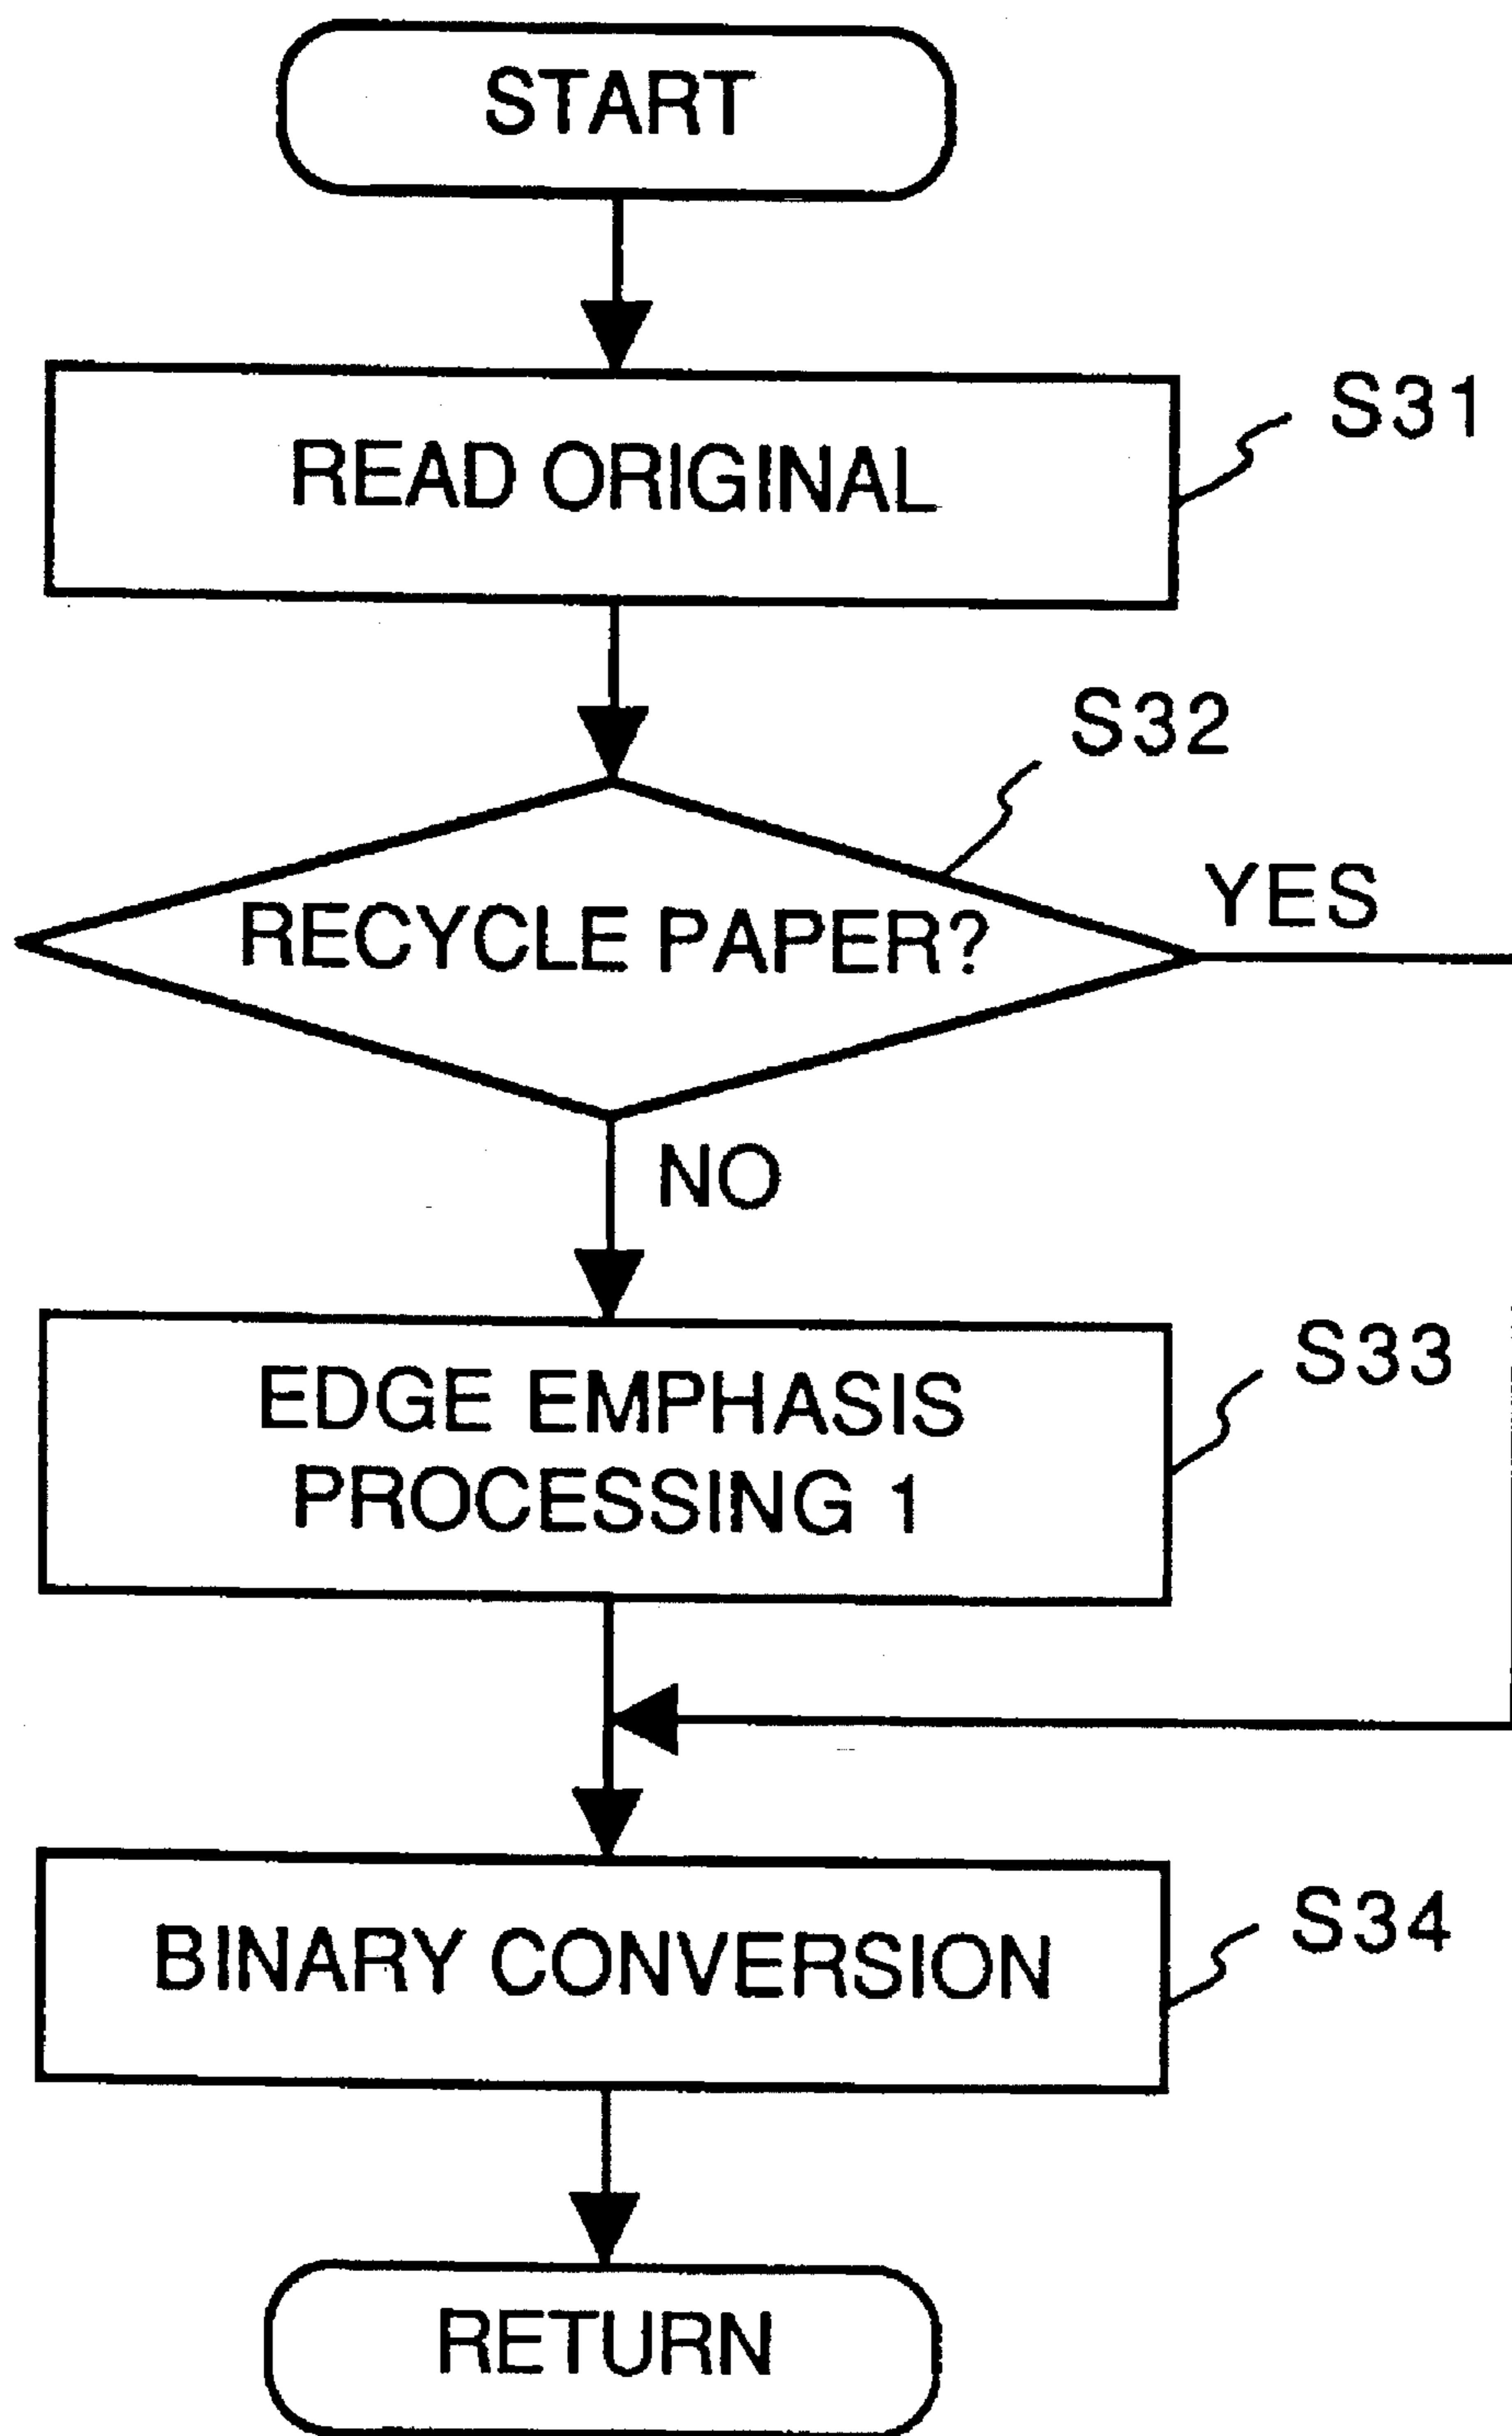 START
READ ORIGINAL
S31
S32
RECYCLE PAPER?
YES
NO
EDGE EMPHASIS
PROCESSING 1
S33
BINARY CONVERSION
S34
RETURN